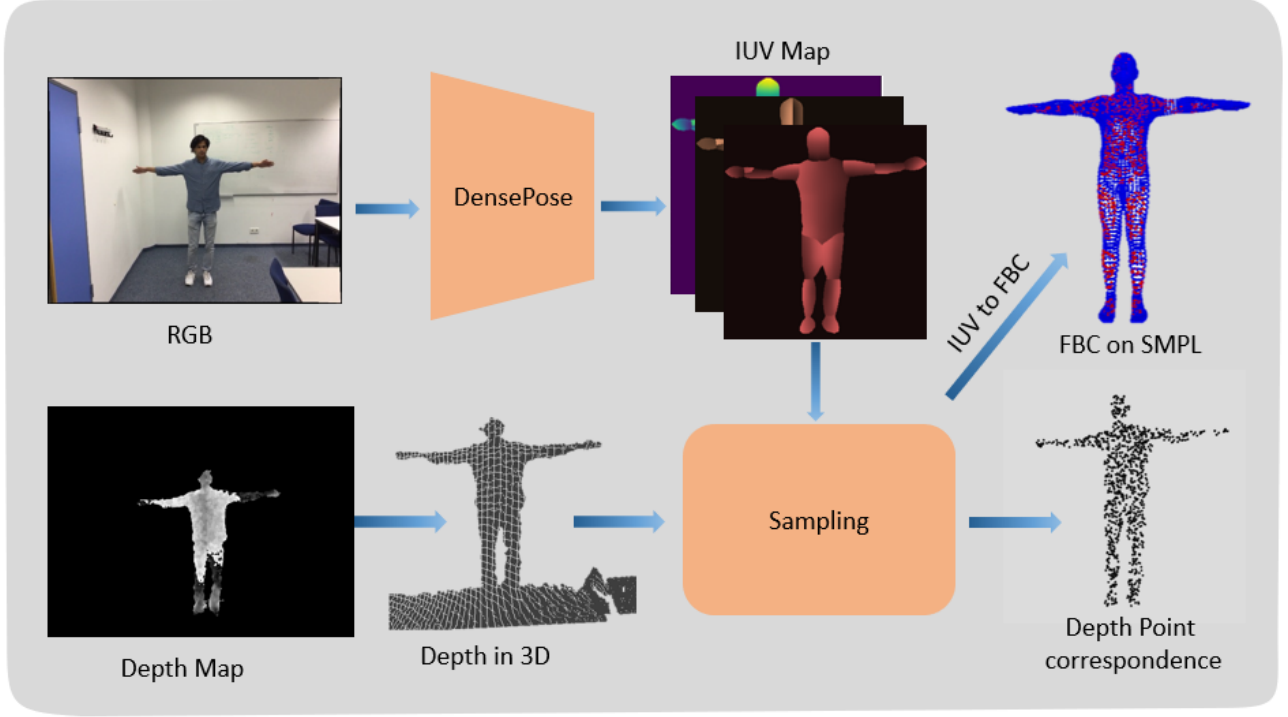 IUV Map
DensePose
RGB
IUV to FBC
FBC on SMPL
Sampling
Depth Map
Depth in 3D
Depth Point
correspondence